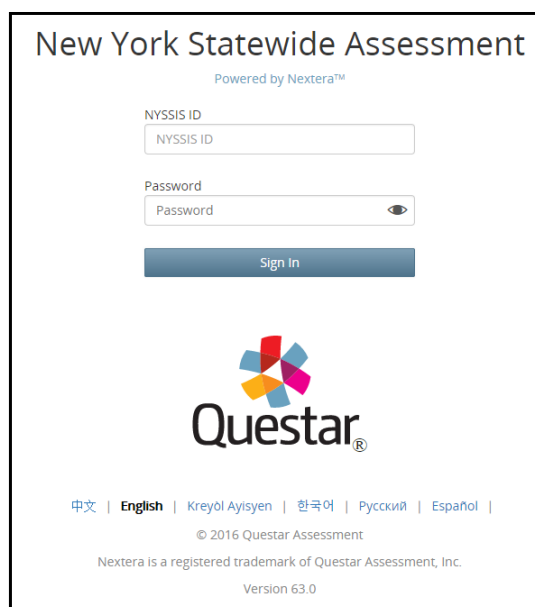 New York Statewide Assessment
Powered by Nextera™
NYSSIS ID
NYSSIS ID
Password
Password
Sign In
Questar®
中文 | English | Kreyòl Ayisyen | 한국어 | Русский | Español |
© 2016 Questar Assessment
Nextera is a registered trademark of Questar Assessment, Inc.
Version 63.0